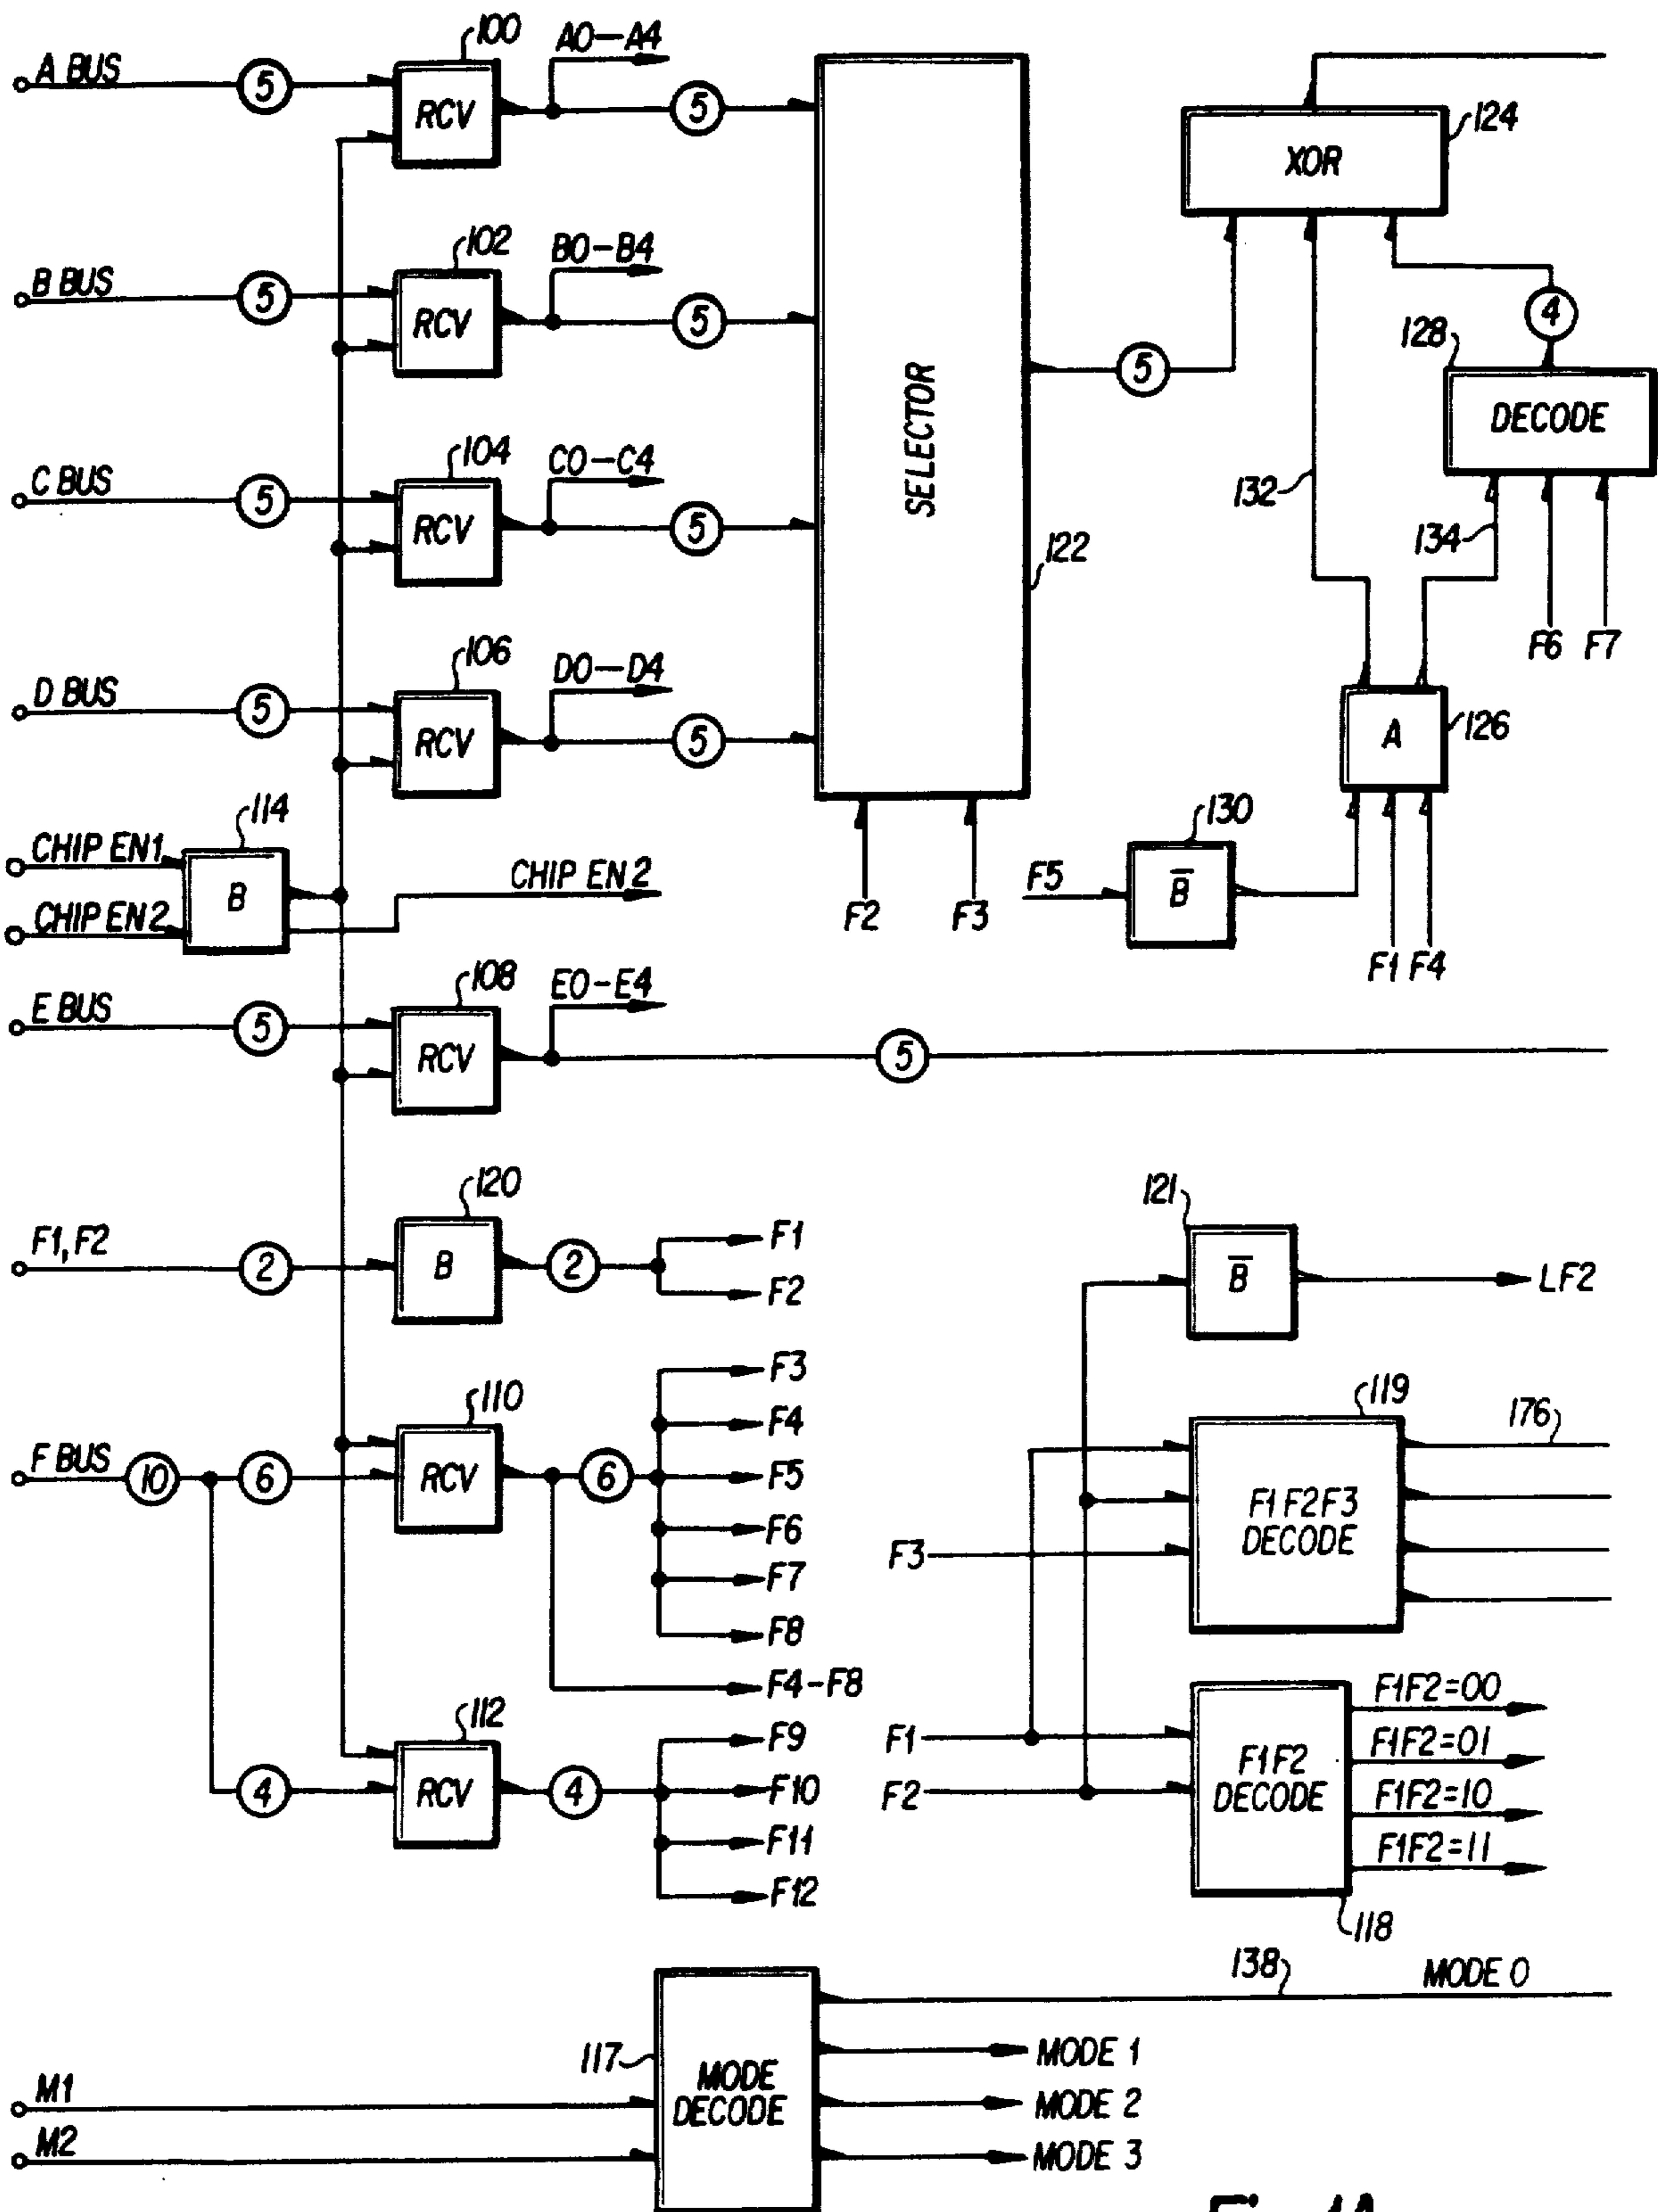 A BUS
5
100
RCV
A0-A4
5
B BUS
5
102
RCV
B0-B4
5
C BUS
5
104
RCV
C0-C4
5
D BUS
5
106
RCV
D0-D4
5
SELECTOR
122
F2
F3
5
XOR
124
4
128
DECODE
132
134
F6
F7
A
126
130
F5
B̅
F1
F4
CHIP EN1
CHIP EN2
114
B
CHIP EN 2
E BUS
5
108
RCV
E0-E4
5
F1, F2
2
120
B
2
F1
F2
F BUS
10
6
110
RCV
6
F3
F4
F5
F6
F7
F8
F4-F8
4
112
RCV
4
F9
F10
F11
F12
121
B̅
LF2
119
F1 F2 F3
DECODE
176
F3
F1
F2
F1 F2
DECODE
118
F1F2=00
F1F2=01
F1F2=10
F1F2=11
M1
M2
117
MODE
DECODE
138
MODE 0
MODE 1
MODE 2
MODE 3